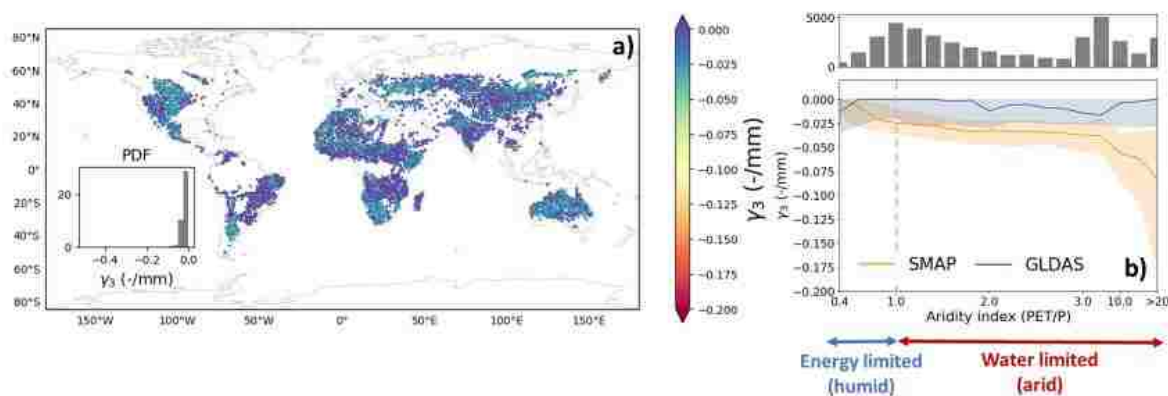 a)
80°N
60°N
40°N
20°N
0°
20°S
40°S
60°S
80°S
150°W
100°W
50°W
0°
50°E
100°E
150°E
PDF
20
0
−0.4
−0.2
0.0
γ3 (-/mm)
0.000
−0.025
−0.050
−0.075
−0.100
−0.125
−0.150
−0.175
−0.200
γ3 (-/mm)
5000
0
0.000
−0.025
−0.050
−0.075
−0.100
−0.125
−0.150
−0.175
−0.200
γ3 (-/mm)
SMAP
GLDAS
b)
0.4
1.0
2.0
3.0
10.0
>20
Aridity index (PET/P)
Energy limited
(humid)
Water limited
(arid)